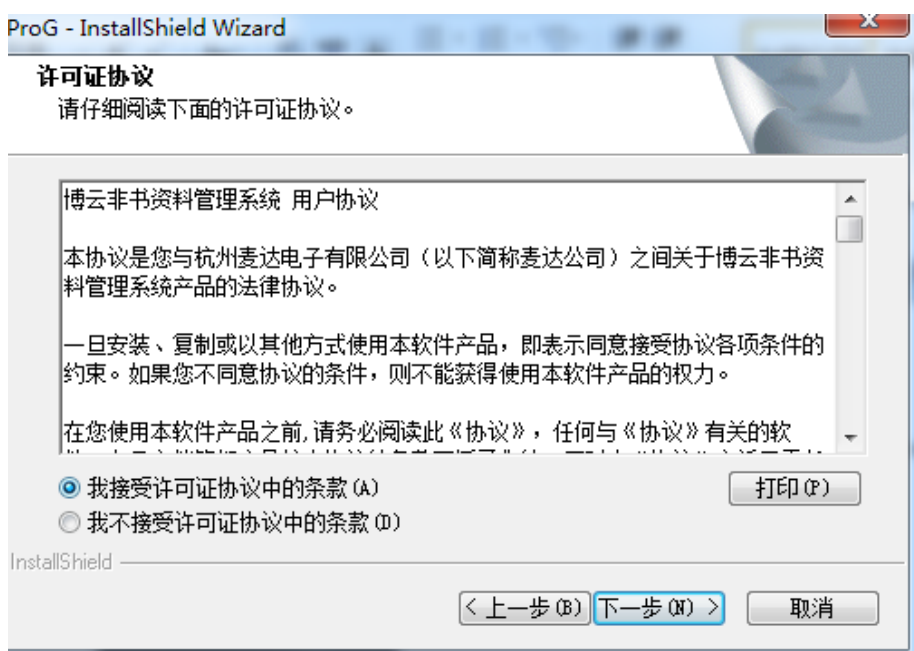 ProG - InstallShield Wizard
许可证协议
请仔细阅读下面的许可证协议。
博云非书资料管理系统 用户协议
本协议是您与杭州麦达电子有限公司（以下简称麦达公司）之间关于博云非书资
料管理系统产品的法律协议。
一旦安装、复制或以其他方式使用本软件产品，即表示同意接受协议各项条件的
约束。如果您不同意协议的条件，则不能获得使用本软件产品的权力。
在您使用本软件产品之前,请务必阅读此《协议》，任何与《协议》有关的软
我接受许可证协议中的条款(A)
打印(P)
我不接受许可证协议中的条款(D)
InstallShield
< 上一步(B)
下一步(N) >
取消